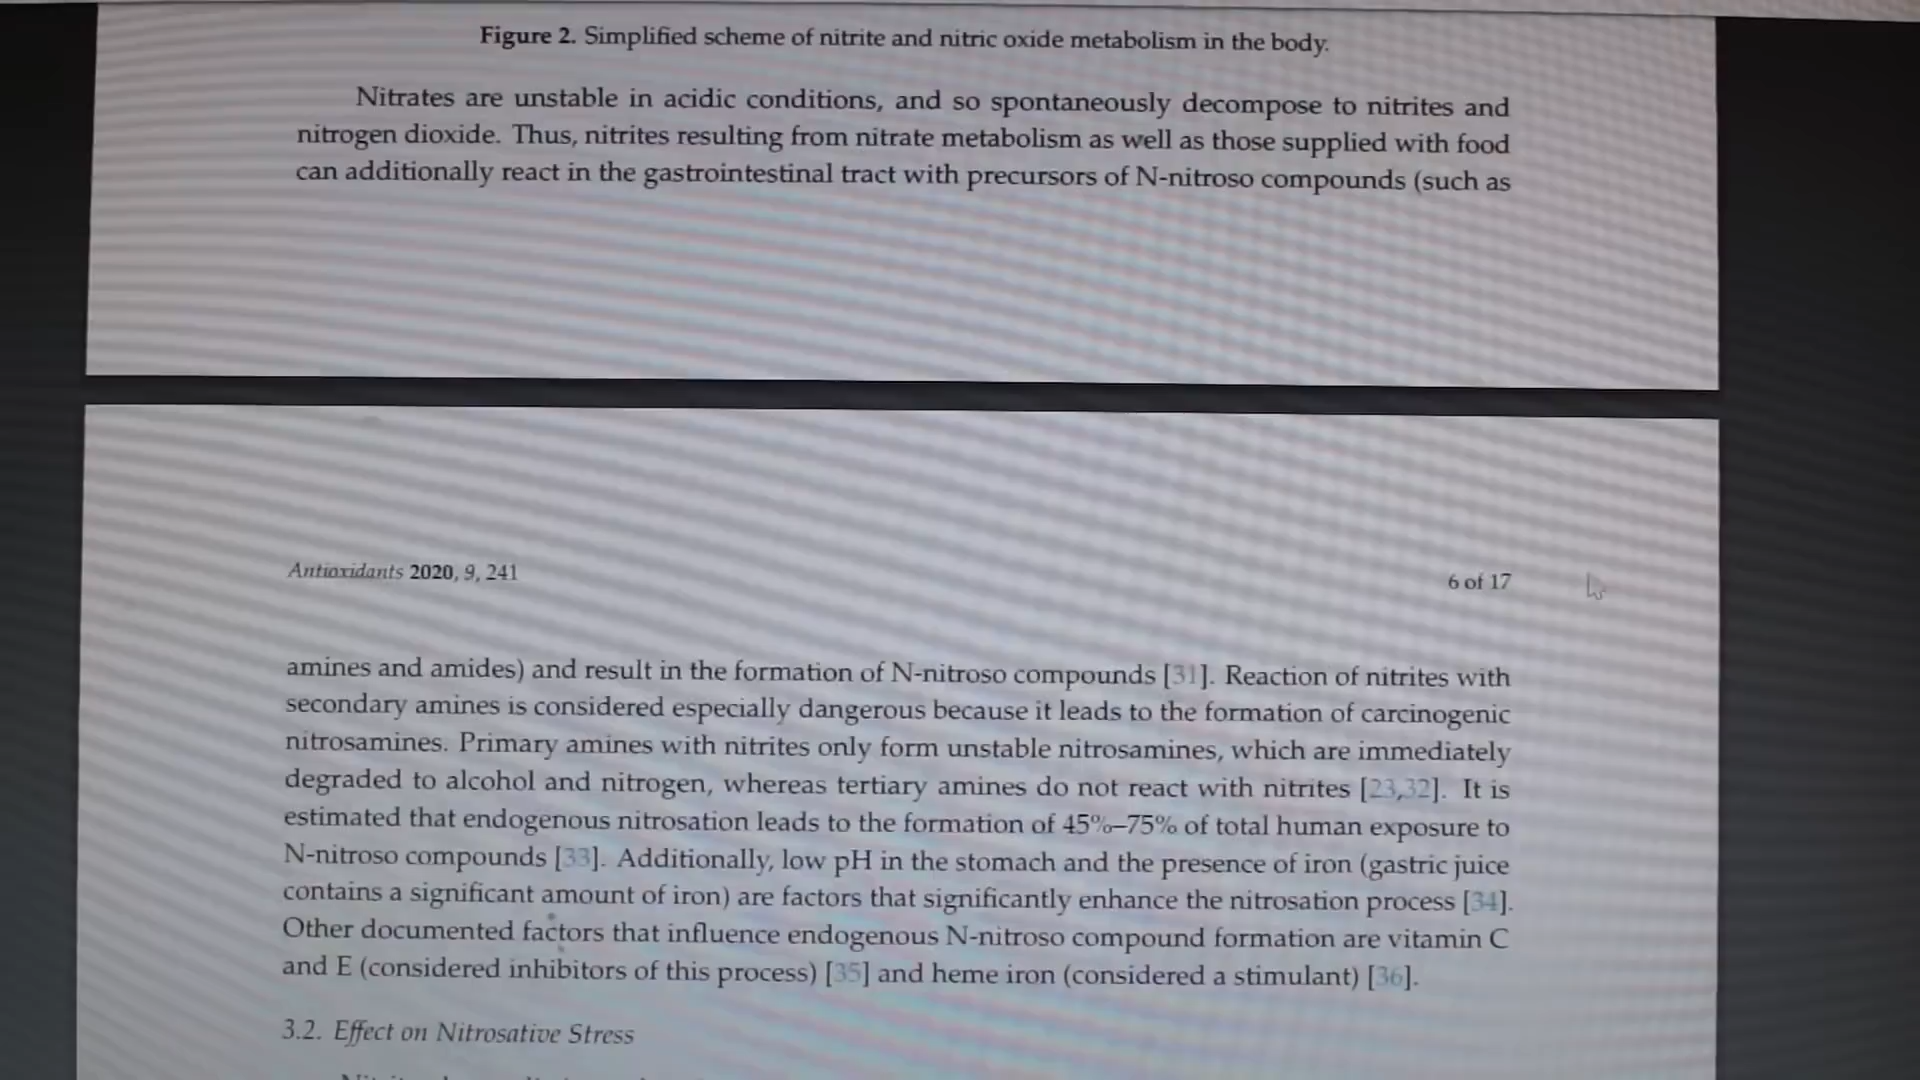 Figure 2. Simplified scheme of nitrite and nitric oxide metabolism in the body.
Nitrates are unstable in acidic conditions, and so spontaneously decompose to nitrites and
nitrogen dioxide. Thus, nitrites resulting from nitrate metabolism as well as those supplied with food
can additionally react in the gastrointestinal tract with precursors of N-nitroso compounds (such as
Antioxidants 2020, 9, 241
6 of 17
amines and amides) and result in the formation of N-nitroso compounds [31]. Reaction of nitrites with
secondary amines is considered especially dangerous because it leads to the formation of carcinogenic
nitrosamines. Primary amines with nitrites only form unstable nitrosamines, which are immediately
degraded to alcohol and nitrogen, whereas tertiary amines do not react with nitrites [23,32]. It is
estimated that endogenous nitrosation leads to the formation of 45%–75% of total human exposure to
N-nitroso compounds [33]. Additionally, low pH in the stomach and the presence of iron (gastric juice
contains a significant amount of iron) are factors that significantly enhance the nitrosation process [34].
Other documented factors that influence endogenous N-nitroso compound formation are vitamin C
and E (considered inhibitors of this process) [35] and heme iron (considered a stimulant) [36].
3.2. Effect on Nitrosative Stress